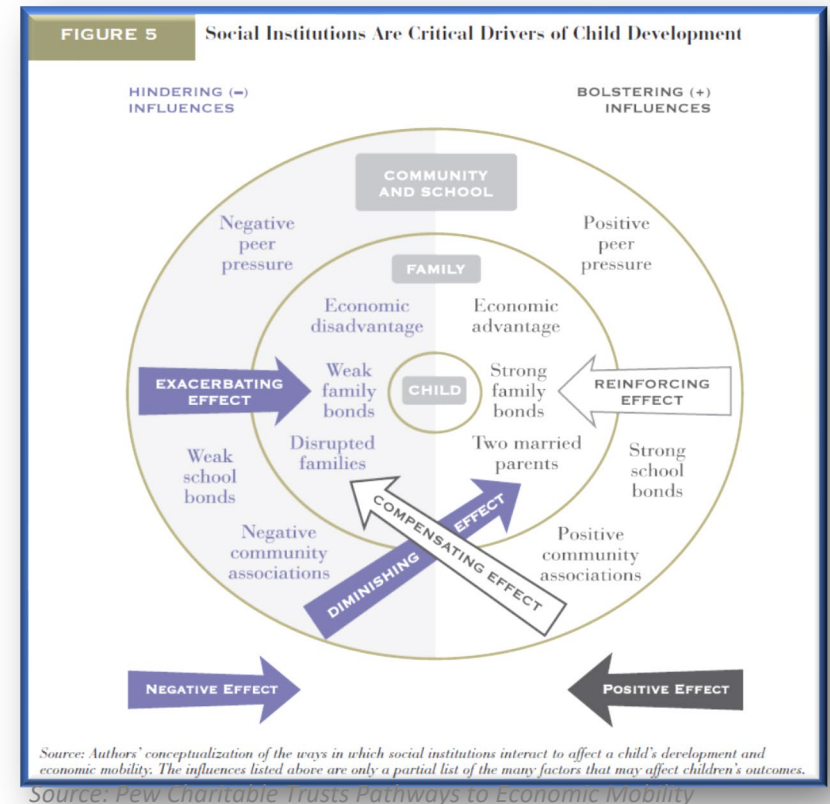 FIGURE 5
Social Institutions Are Critical Drivers of Child Development
HINDERING (–)
INFLUENCES
BOLSTERING (+)
INFLUENCES
COMMUNITY
AND SCHOOL
Negative
peer
pressure
Positive
peer
pressure
FAMILY
Economic
disadvantage
Economic
advantage
EXACERBATING
EFFECT
Weak
family
bonds
CHILD
Strong
family
bonds
REINFORCING
EFFECT
Disrupted
families
Two married
parents
Weak
school
bonds
Strong
school
bonds
Negative
community
associations
Positive
community
associations
DIMINISHING EFFECT
COMPENSATING EFFECT
NEGATIVE EFFECT
POSITIVE EFFECT
Source: Authors' conceptualization of the ways in which social institutions interact to affect a child's development and
economic mobility. The influences listed above are only a partial list of the many factors that may affect children's outcomes.
Source: Pew Charitable Trusts Pathways to Economic Mobility